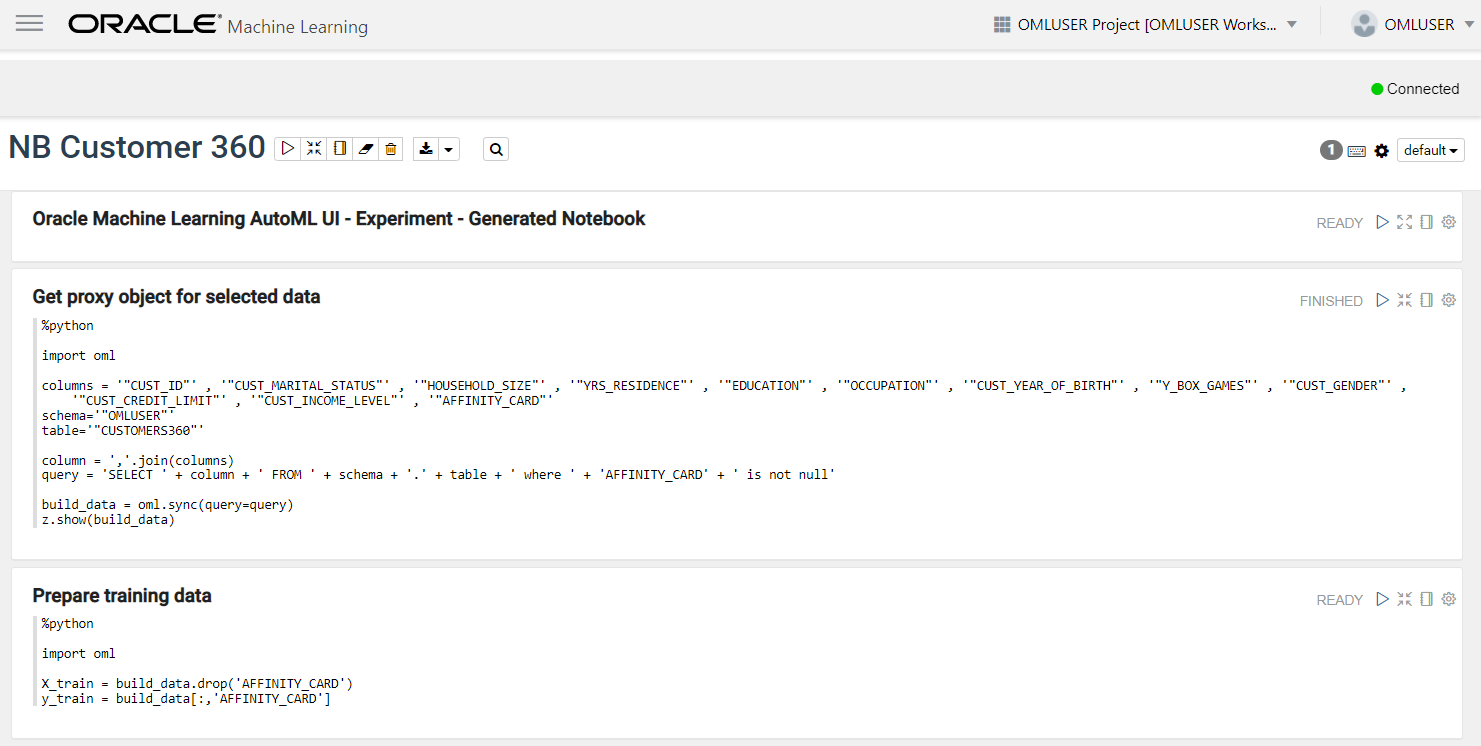 ORACLE® Machine Learning
OMLUSER Project [OMLUSER Works...
OMLUSER
Connected
NB Customer 360
1
default
Oracle Machine Learning AutoML UI - Experiment - Generated Notebook
READY
Get proxy object for selected data
FINISHED
%python
import oml
columns = '"CUST_ID"' , '"CUST_MARITAL_STATUS"' , '"HOUSEHOLD_SIZE"' , '"YRS_RESIDENCE"' , '"EDUCATION"' , '"OCCUPATION"' , '"CUST_YEAR_OF_BIRTH"' , '"Y_BOX_GAMES"' , '"CUST_GENDER"' ,
'"CUST_CREDIT_LIMIT"' , '"CUST_INCOME_LEVEL"' , '"AFFINITY_CARD"'
schema='"OMLUSER"'
table='"CUSTOMERS360"'
column = ','.join(columns)
query = 'SELECT ' + column + ' FROM ' + schema + '.' + table + ' where ' + 'AFFINITY_CARD' + ' is not null'
build_data = oml.sync(query=query)
z.show(build_data)
Prepare training data
READY
%python
import oml
X_train = build_data.drop('AFFINITY_CARD')
y_train = build_data[:,'AFFINITY_CARD']